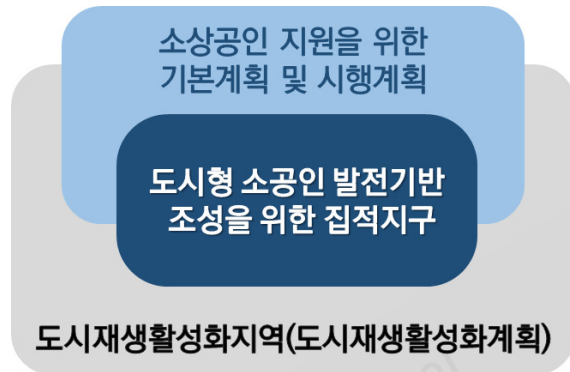 소상공인 지원을 위한
기본계획 및 시행계획
도시형 소공인 발전기반
조성을 위한 집적지구
도시재생활성화지역(도시재생활성화계획)